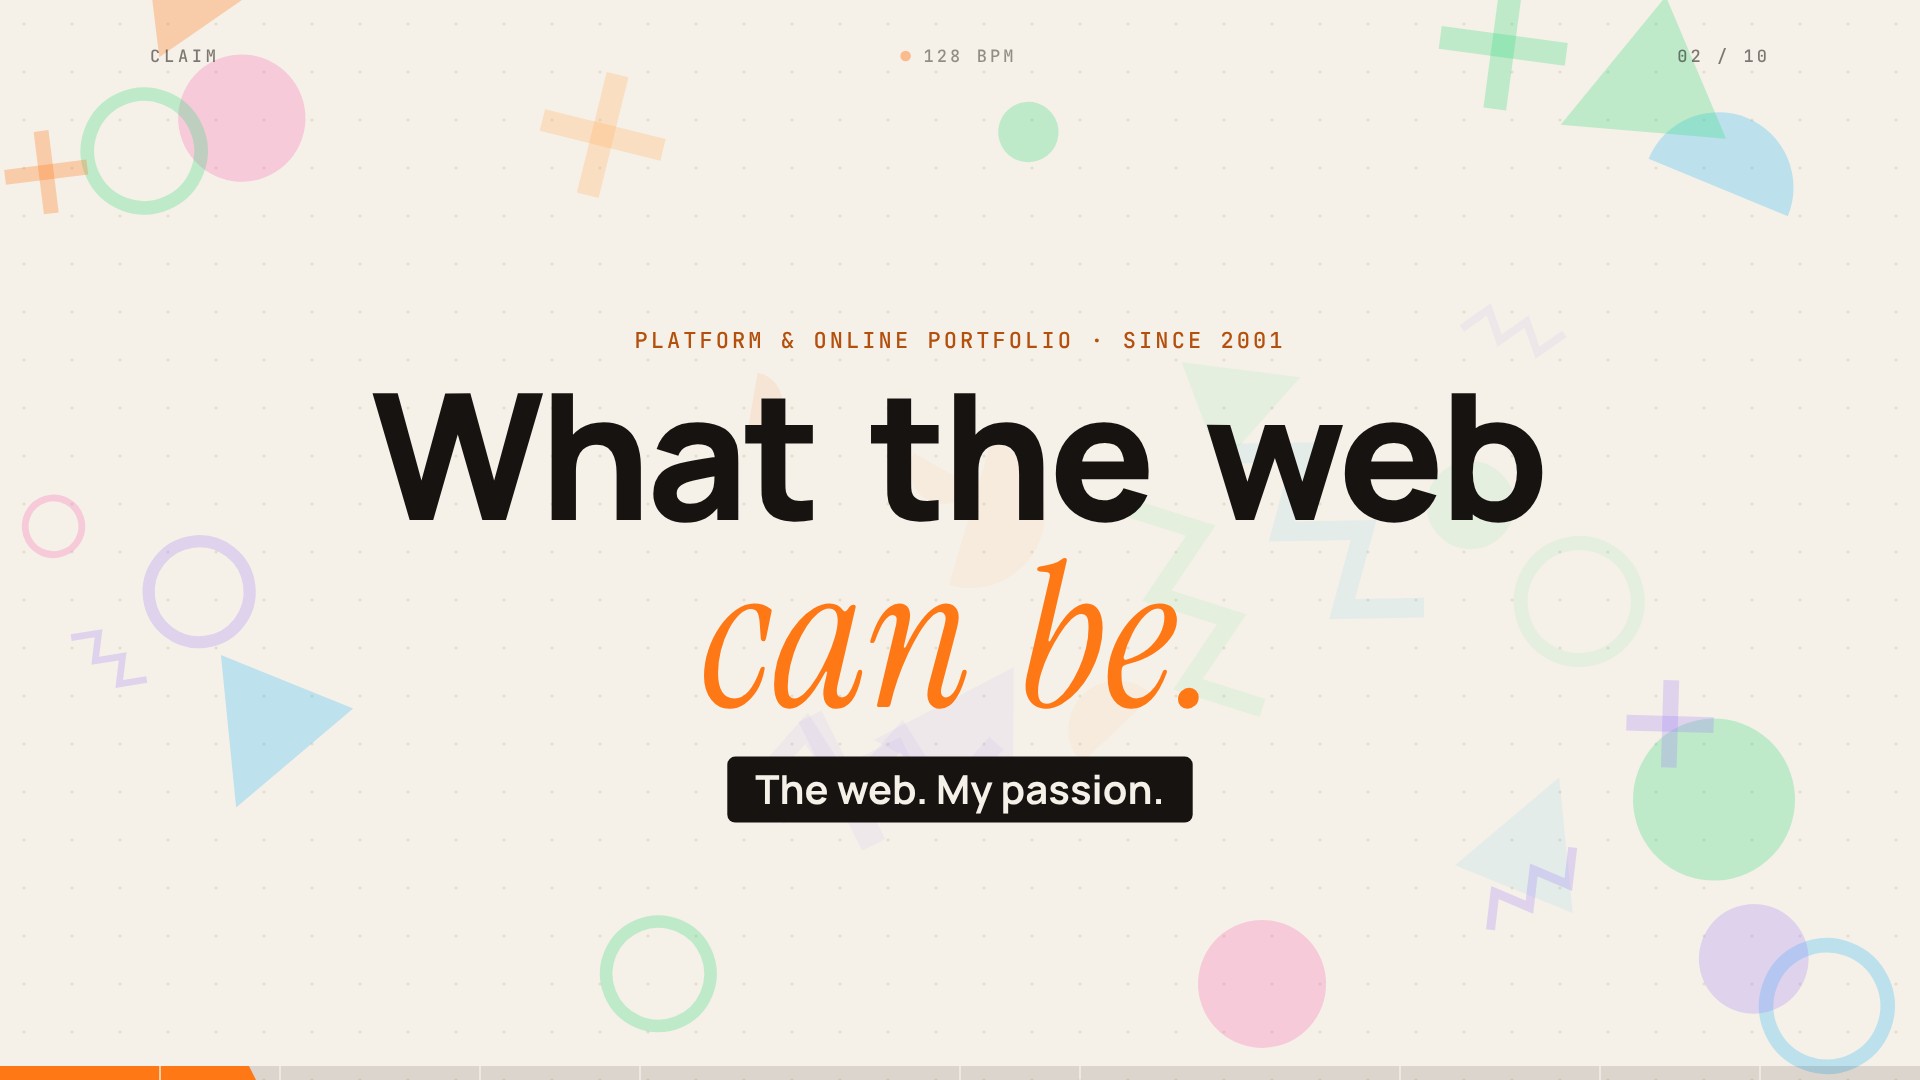 CLAIM
128 BPM
02 / 10
PLATFORM & ONLINE PORTFOLIO · SINCE 2001
What the web
can be.
The web. My passion.